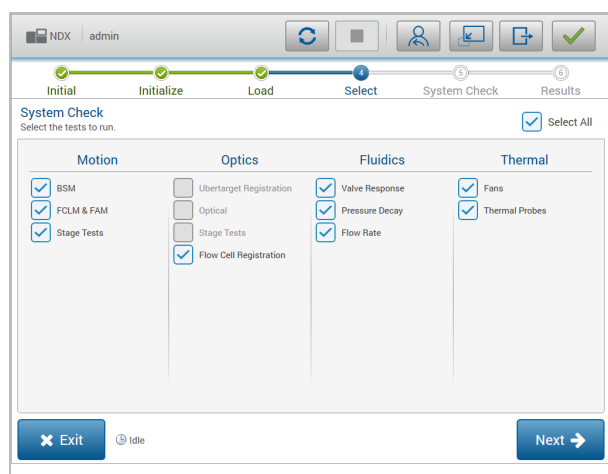 NDX admin
4 5 6
Initial Initialize Load Select System Check Results
System Check
Select the tests to run.
Select All
Motion Optics Fluidics Thermal
BSM Ubertarget Registration Valve Response Fans
FCLM & FAM Optical Pressure Decay Thermal Probes
Stage Tests Stage Tests Flow Rate
Flow Cell Registration
Exit Idle Next